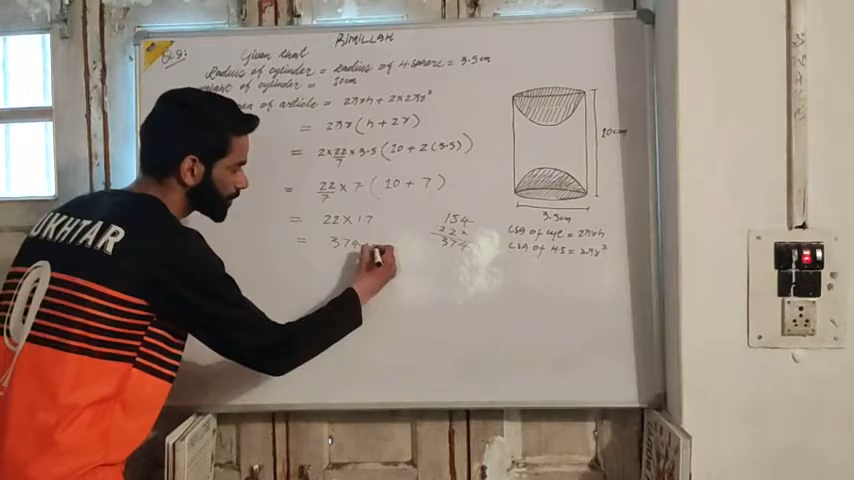 BIMILLAH
Q.9:
Given that
Radius of cylinder = Radius of H.sphere = 3.5cm
Height of cylinder = 10cm
of article = 2πrh + 2×2πr²
= 2πr(h + 2r)
= 2×22/7 × 3.5(10 + 2(3.5))
= 22/7 × 7 (10 + 7)
= 22 × 17
= 374
154
22×
374
10cm
3.5cm
CSA of cyl = 2πrh
CSA of HS = 2πr²
UKHTAR